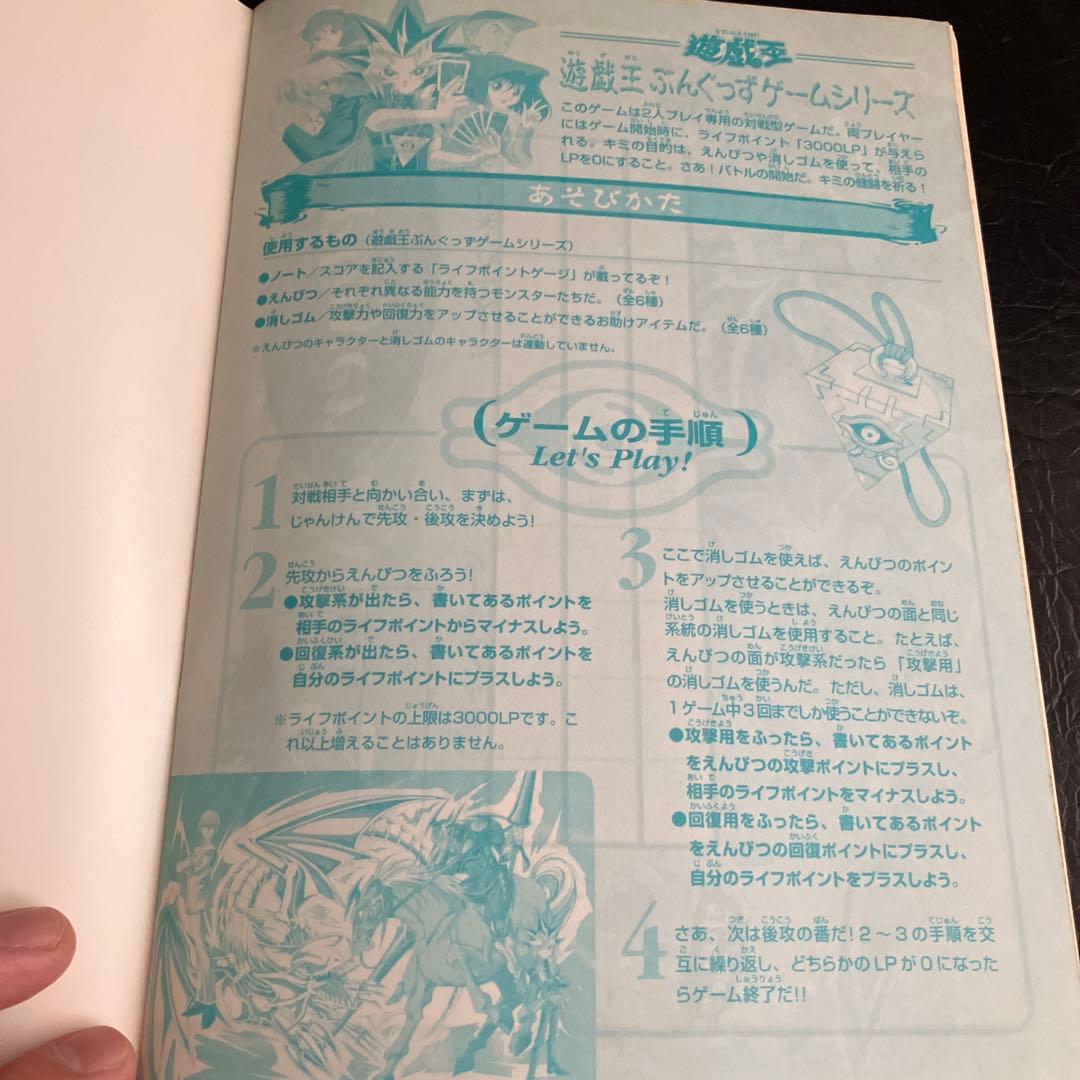 YU-GI-OH!
遊戯王
遊戯王ぶんぐっずゲームシリーズ
このゲームは2人プレイ専用の対戦型ゲームだ。両プレイヤー
にはゲーム開始時に、ライフポイント「3000LP」が与えら
れる。キミの目的は、えんぴつや消しゴムを使って、相手の
LPを0にすること。さあ!バトルの開始だ。キミの健闘を祈る!
あそびかた
使用するもの(遊戯王ぶんぐっずゲームシリーズ)
●ノート/スコアを記入する「ライフポイントゲージ」が載ってるぞ!
●えんぴつ/それぞれ異なる能力を持つモンスターたちだ。(全6種)
●消しゴム/攻撃力や回復力をアップさせることができるお助けアイテムだ。(全6種)
※えんぴつのキャラクターと消しゴムのキャラクターは連動していません。
(ゲームの手順)
Let's Play!
1
対戦相手と向かい合い、まずは、
じゃんけんで先攻・後攻を決めよう!
2
先攻からえんぴつをふろう!
●攻撃系が出たら、書いてあるポイントを
相手のライフポイントからマイナスしよう。
●回復系が出たら、書いてあるポイントを
自分のライフポイントにプラスしよう。
※ライフポイントの上限は3000LPです。こ
れ以上増えることはありません。
3
ここで消しゴムを使えば、えんぴつのポイン
トをアップさせることができるぞ。
消しゴムを使うときは、えんぴつの面と同じ
系統の消しゴムを使用すること。たとえば、
えんぴつの面が攻撃系だったら「攻撃用」
の消しゴムを使うんだ。ただし、消しゴムは、
1ゲーム中3回までしか使うことができないぞ。
●攻撃用をふったら、書いてあるポイント
をえんぴつの攻撃ポイントにプラスし、
相手のライフポイントをマイナスしよう。
●回復用をふったら、書いてあるポイント
をえんぴつの回復ポイントにプラスし、
自分のライフポイントをプラスしよう。
4
さあ、次は後攻の番だ!2〜3の手順を交
互に繰り返し、どちらかのLPが0になった
らゲーム終了だ!!